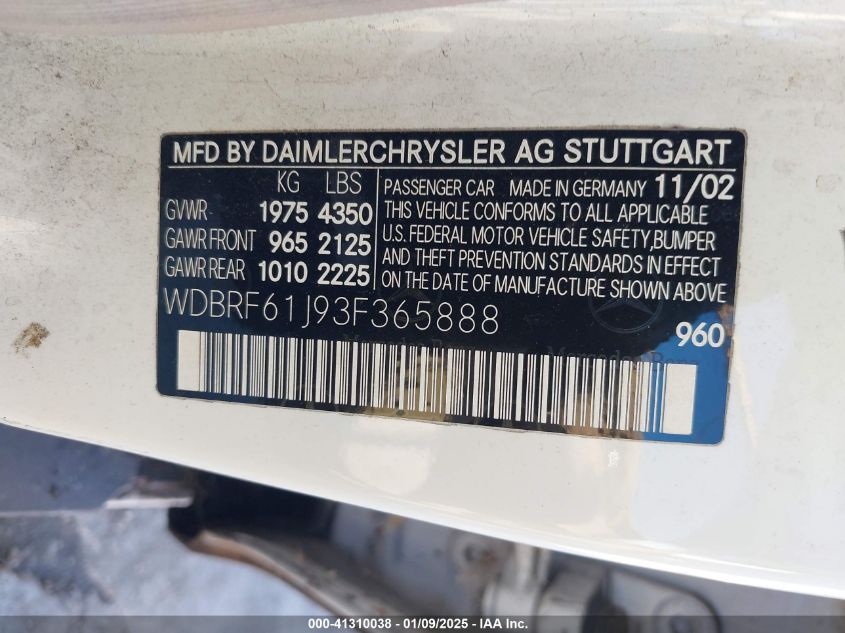 MFD BY DAIMLERCHRYSLER AG STUTTGART
KG LBS
GVWR 1975 4350
GAWR FRONT 965 2125
GAWR REAR 1010 2225
PASSENGER CAR MADE IN GERMANY 11/02
THIS VEHICLE CONFORMS TO ALL APPLICABLE
U.S. FEDERAL MOTOR VEHICLE SAFETY,BUMPER
AND THEFT PREVENTION STANDARDS IN EFFECT
ON THE DATE OF MANUFACTURE SHOWN ABOVE
WDBRF61J93F365888
960
000-41310038 - 01/09/2025 - IAA Inc.